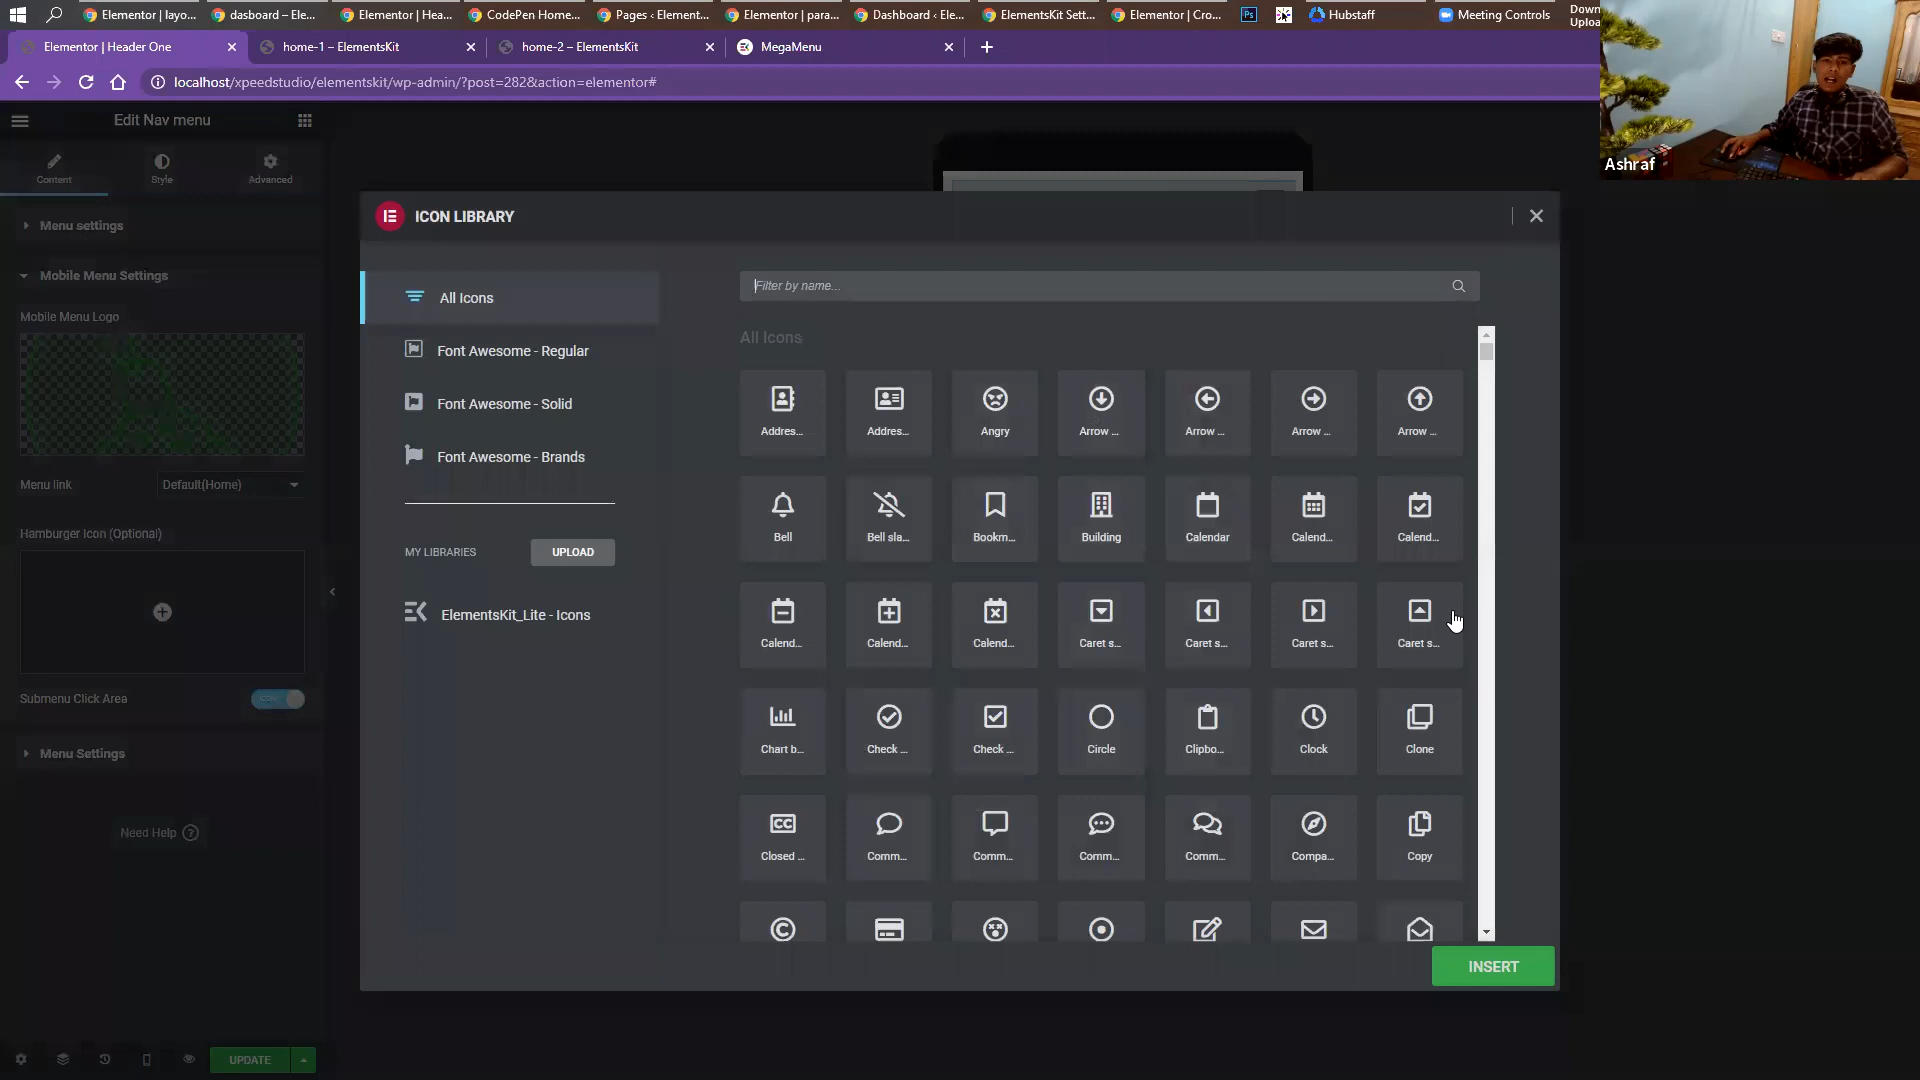 Elementor | layo...
dasboard – Ele...
Elementor | Hea...
CodePen Home...
Pages ‹ Element...
Elementor | para...
Dashboard ‹ Ele...
ElementsKit Sett...
Elementor | Cro...
Ps
Hubstaff
Meeting Controls
Down
Uploa
Elementor | Header One
home-1 – ElementsKit
home-2 – ElementsKit
MegaMenu
localhost/xpeedstudio/elementskit/wp-admin/?post=282&action=elementor#
Ashraf
Edit Nav menu
Content
Style
Advanced
Menu settings
Mobile Menu Settings
Mobile Menu Logo
Menu link
Default(Home)
Hamburger Icon (Optional)
Submenu Click Area
Menu Settings
Need Help
UPDATE
ICON LIBRARY
All Icons
Font Awesome - Regular
Font Awesome - Solid
Font Awesome - Brands
MY LIBRARIES
UPLOAD
ElementsKit_Lite - Icons
Filter by name...
All Icons
Addres...
Addres...
Angry
Arrow ...
Arrow ...
Arrow ...
Arrow ...
Bell
Bell sla...
Bookm...
Building
Calendar
Calend...
Calend...
Calend...
Calend...
Calend...
Caret s...
Caret s...
Caret s...
Caret s...
Chart b...
Check ...
Check ...
Circle
Clipbo...
Clock
Clone
Closed ...
Comm...
Comm...
Comm...
Comm...
Compa...
Copy
INSERT